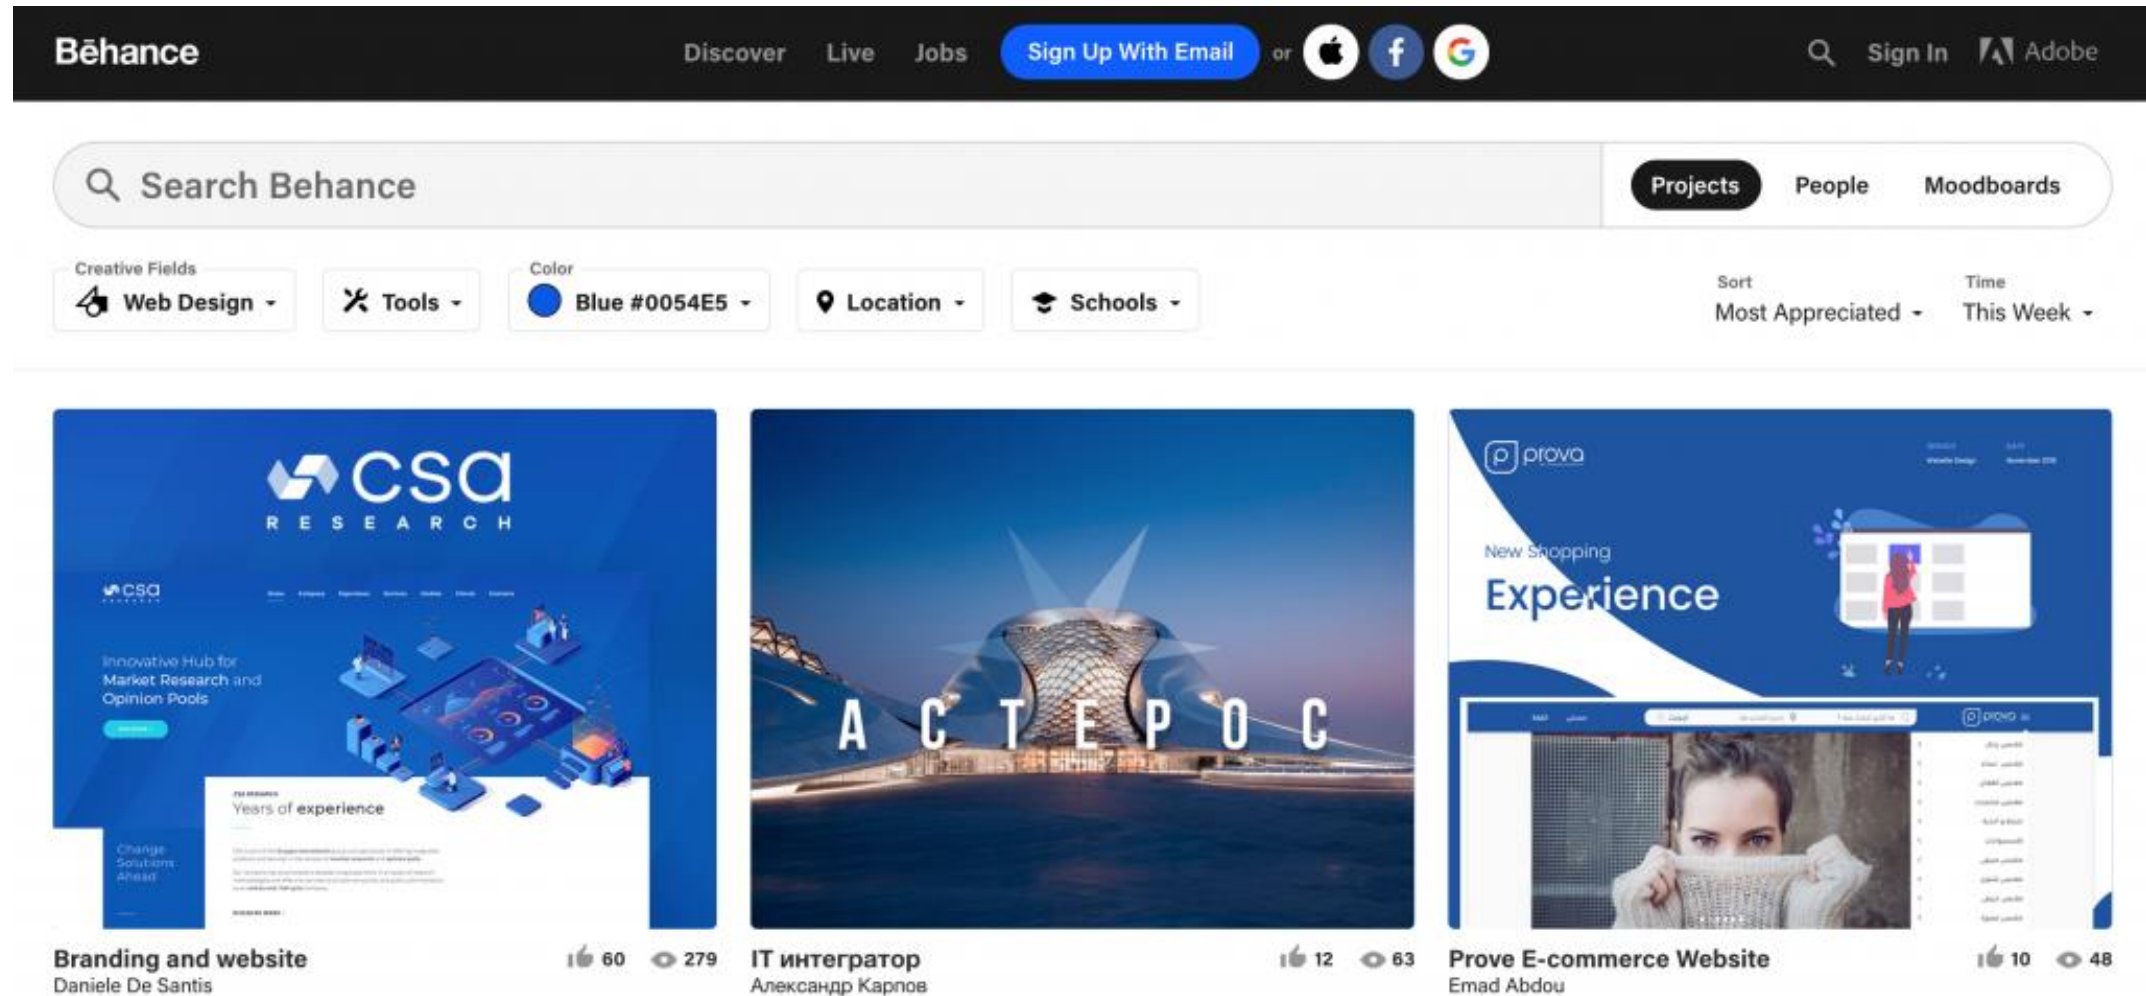 Bēhance
Discover Live Jobs Sign Up With Email or
Sign In Adobe
Search Behance
Projects People Moodboards
Creative Fields
Web Design
Tools
Color
Blue #0054E5
Location
Schools
Sort
Most Appreciated
Time
This Week
csa
RESEARCH
csa
Innovative Hub for
Market Research and
Opinion Pools
Years of experience
Change
Solutions
Ahead
АСТЕРОС
prova
New Shopping
Experience
prova
Branding and website
60 279
Daniele De Santis
IT интегратор
12 63
Александр Карпов
Prove E-commerce Website
10 48
Emad Abdou